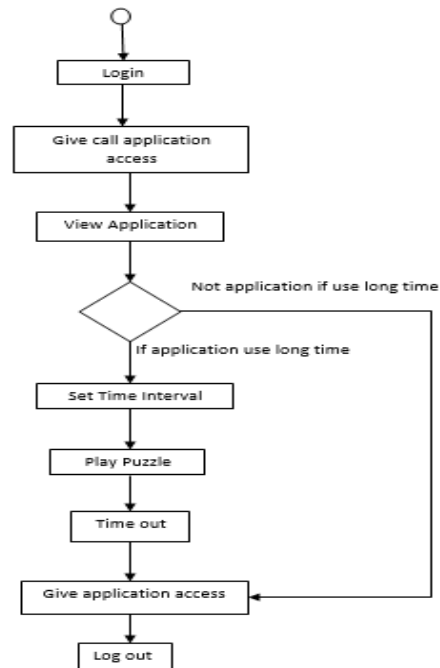 Login
Give call application
access
View Application
Not application if use long time
If application use long time
Set Time Interval
Play Puzzle
Time out
Give application access
Log out